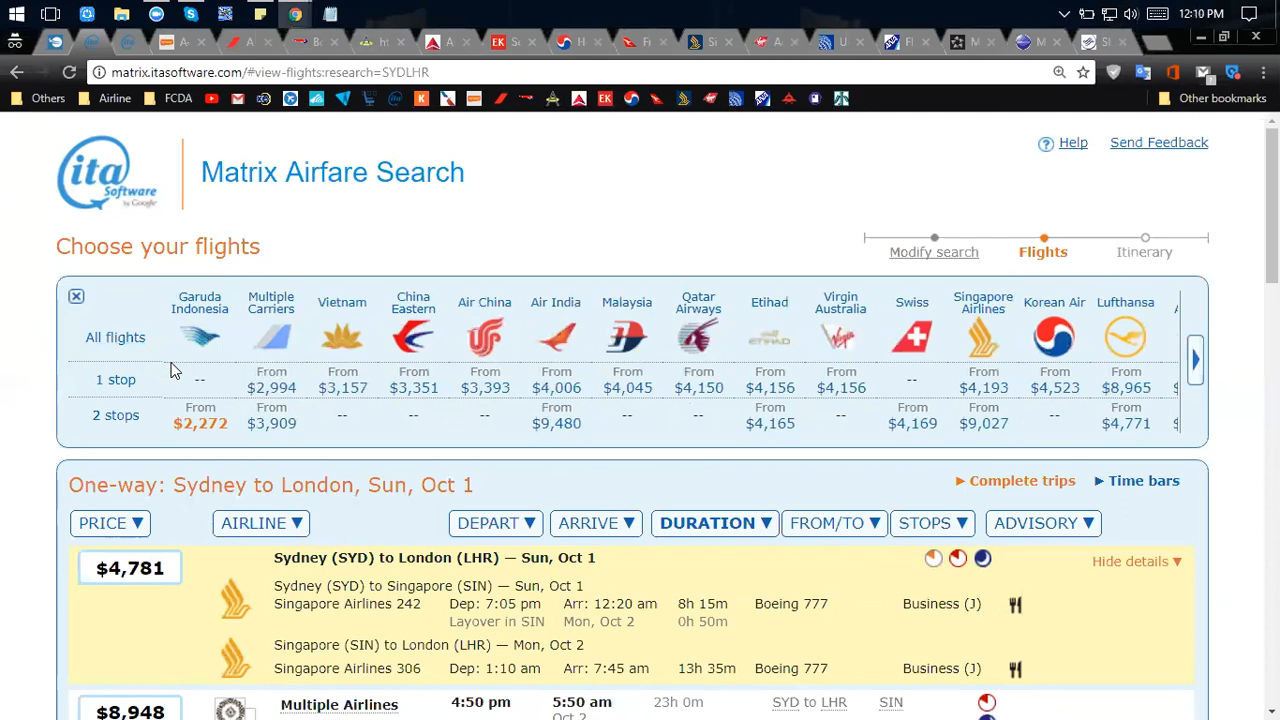 12:10 PM
matrix.itasoftware.com/#view-flights:research=SYDLHR
Others Airline FCDA Other bookmarks
ita Software by Google
Matrix Airfare Search
Help Send Feedback
Choose your flights
Modify search Flights Itinerary
Garuda Indonesia Multiple Carriers Vietnam China Eastern Air China Air India Malaysia Qatar Airways Etihad Virgin Australia Swiss Singapore Airlines Korean Air Lufthansa
All flights
1 stop -- From $2,994 From $3,157 From $3,351 From $3,393 From $4,006 From $4,045 From $4,150 From $4,156 From $4,156 -- From $4,193 From $4,523 From $8,965
2 stops From $2,272 From $3,909 -- -- -- From $9,480 -- -- From $4,165 -- From $4,169 From $9,027 -- From $4,771
One-way: Sydney to London, Sun, Oct 1 Complete trips Time bars
PRICE AIRLINE DEPART ARRIVE DURATION FROM/TO STOPS ADVISORY
$4,781 Sydney (SYD) to London (LHR) — Sun, Oct 1 Hide details
Sydney (SYD) to Singapore (SIN) — Sun, Oct 1
Singapore Airlines 242 Dep: 7:05 pm Arr: 12:20 am 8h 15m Boeing 777 Business (J)
Layover in SIN Mon, Oct 2 0h 50m
Singapore (SIN) to London (LHR) — Mon, Oct 2
Singapore Airlines 306 Dep: 1:10 am Arr: 7:45 am 13h 35m Boeing 777 Business (J)
$8,948 Multiple Airlines 4:50 pm 5:50 am 23h 0m SYD to LHR SIN
Oct 2